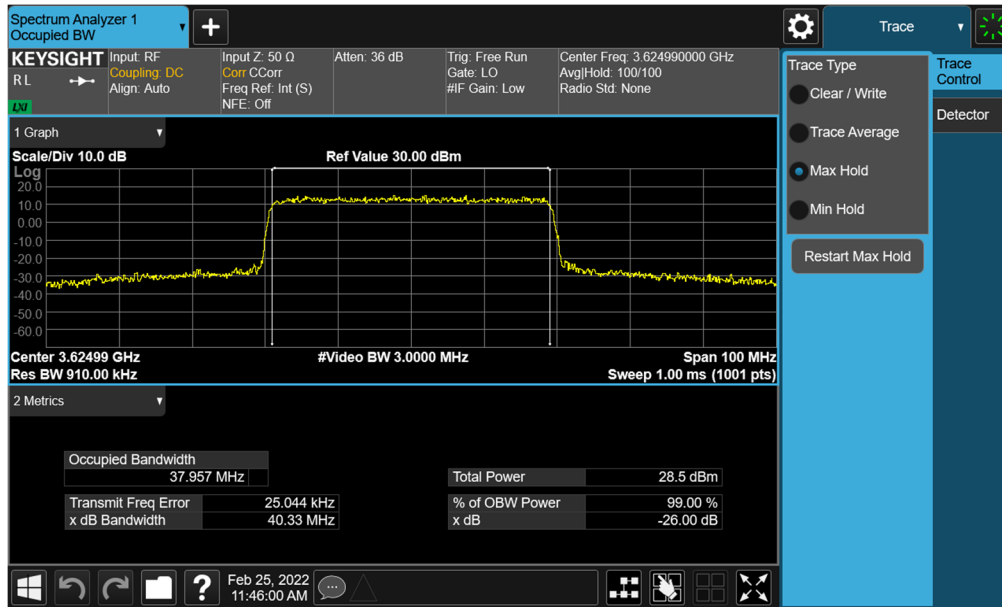 Spectrum Analyzer 1
Occupied BW
+
Trace
KEYSIGHT
R L
LXI
Input: RF
Coupling: DC
Align: Auto
Input Z: 50 Ω
Corr CCorr
Freq Ref: Int (S)
NFE: Off
Atten: 36 dB
Trig: Free Run
Gate: LO
#IF Gain: Low
Center Freq: 3.624990000 GHz
Avg|Hold: 100/100
Radio Std: None
Trace Type
Clear / Write
Trace Average
Max Hold
Min Hold
Restart Max Hold
Trace
Control
Detector
1 Graph
Scale/Div 10.0 dB
Ref Value 30.00 dBm
Log
20.0
10.0
0.00
-10.0
-20.0
-30.0
-40.0
-50.0
-60.0
Center 3.62499 GHz
#Video BW 3.0000 MHz
Span 100 MHz
Res BW 910.00 kHz
Sweep 1.00 ms (1001 pts)
2 Metrics
Occupied Bandwidth
37.957 MHz
Total Power 28.5 dBm
Transmit Freq Error 25.044 kHz
% of OBW Power 99.00 %
x dB Bandwidth 40.33 MHz
x dB -26.00 dB
?
Feb 25, 2022
11:46:00 AM